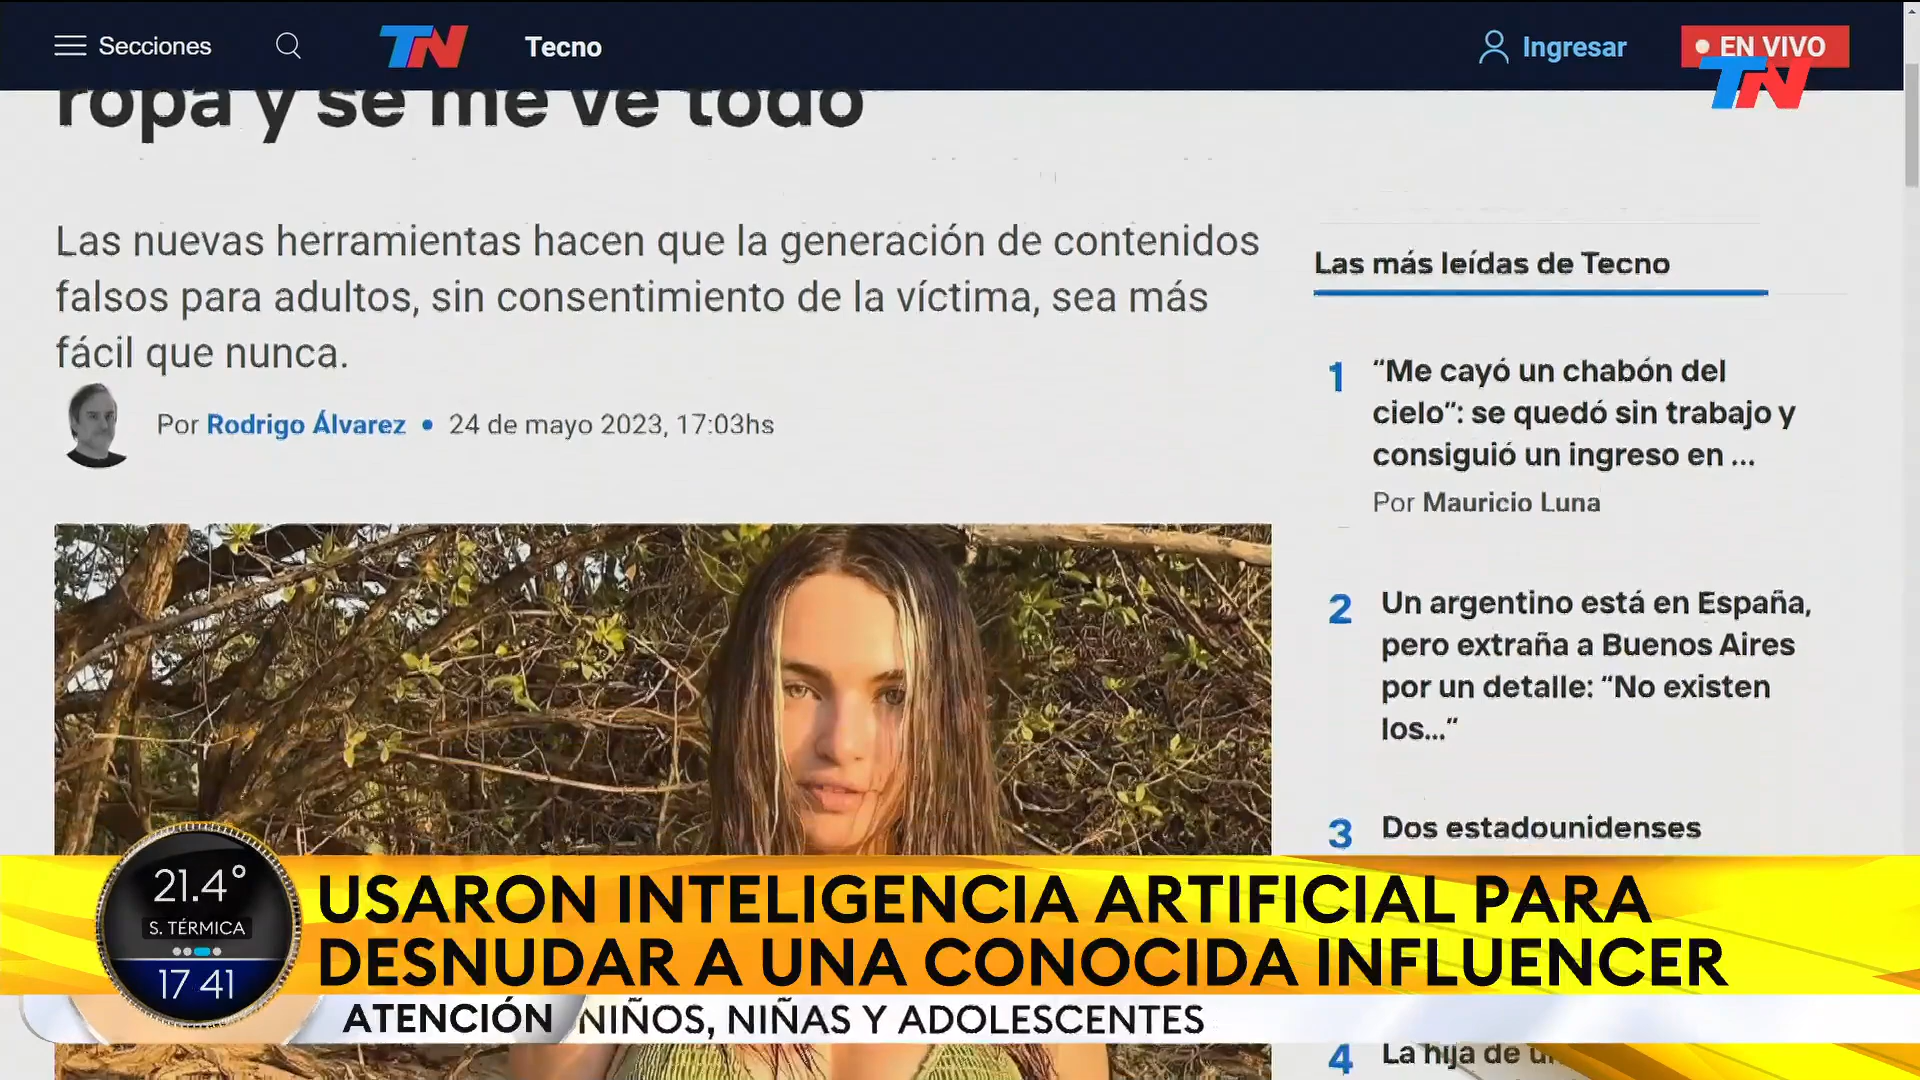 Secciones
TN
Tecno
Ingresar
EN VIVO
TN
ropa y se me ve todo
Las nuevas herramientas hacen que la generación de contenidos
falsos para adultos, sin consentimiento de la víctima, sea más
fácil que nunca.
Por Rodrigo Álvarez • 24 de mayo 2023, 17:03hs
Las más leídas de Tecno
1
“Me cayó un chabón del
cielo”: se quedó sin trabajo y
consiguió un ingreso en ...
Por Mauricio Luna
2
Un argentino está en España,
pero extraña a Buenos Aires
por un detalle: “No existen
los...“
3
Dos estadounidenses
4
La hija de
21.4°
S. TÉRMICA
17 41
USARON INTELIGENCIA ARTIFICIAL PARA
DESNUDAR A UNA CONOCIDA INFLUENCER
ATENCIÓN NIÑOS, NIÑAS Y ADOLESCENTES